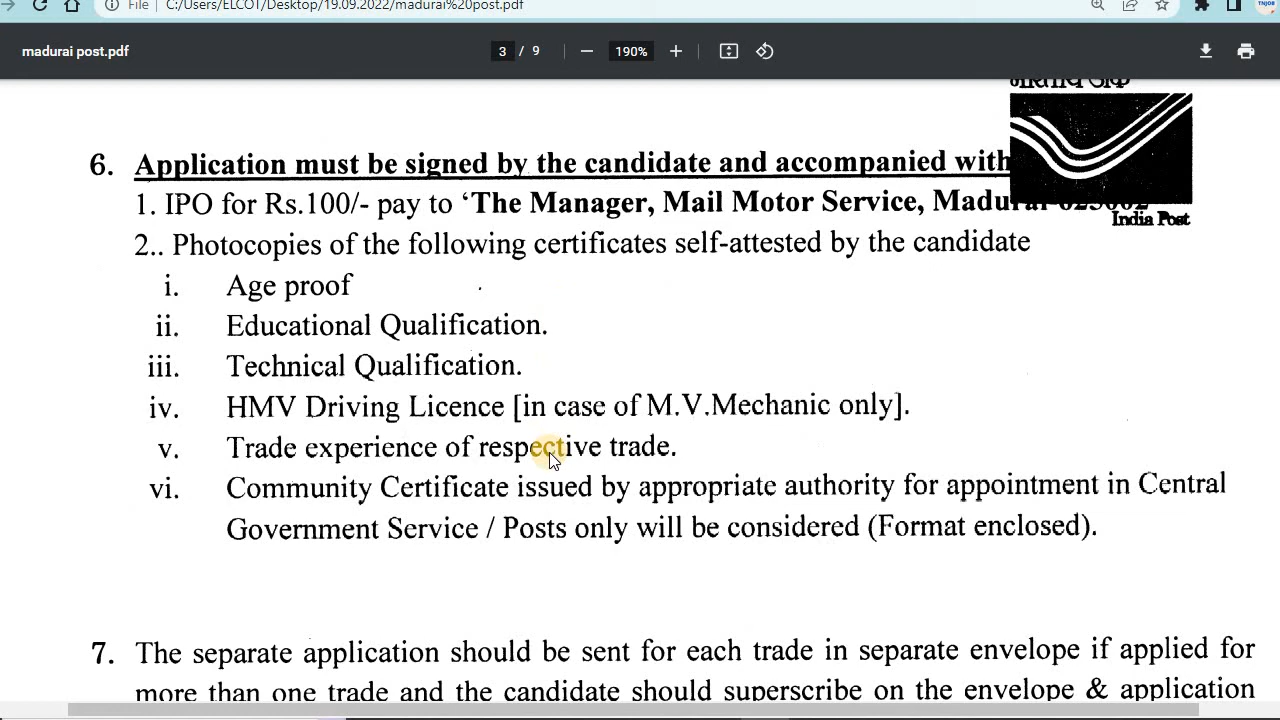 File | C:/Users/ELCOT/Desktop/19.09.2022/madurai%20post.pdf
TNJOB
madurai post.pdf
3 / 9
190%
6. Application must be signed by the candidate and accompanied with
1. IPO for Rs.100/- pay to ‘The Manager, Mail Motor Service, Madurai
India Post
2.. Photocopies of the following certificates self-attested by the candidate
i. Age proof
ii. Educational Qualification.
iii. Technical Qualification.
iv. HMV Driving Licence [in case of M.V.Mechanic only].
v. Trade experience of respective trade.
vi. Community Certificate issued by appropriate authority for appointment in Central
Government Service / Posts only will be considered (Format enclosed).
7. The separate application should be sent for each trade in separate envelope if applied for
more than one trade and the candidate should superscribe on the envelope & application